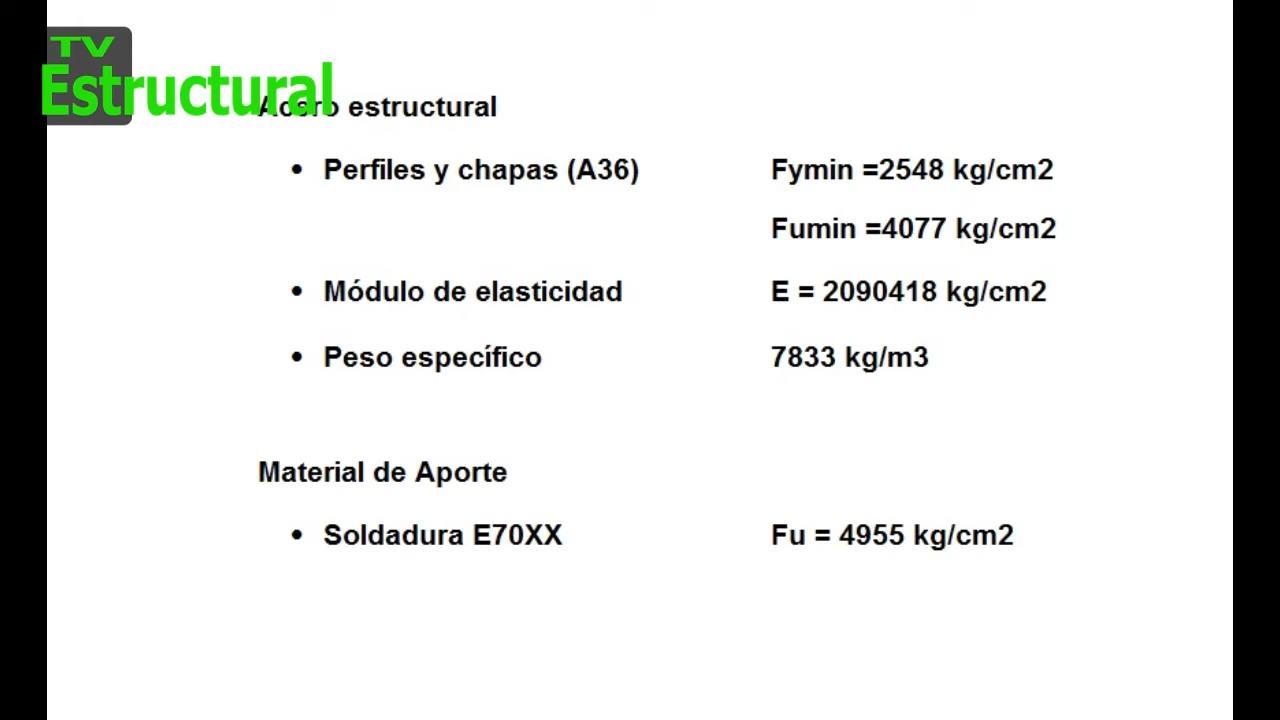 TV
Estructural
Acero estructural
• Perfiles y chapas (A36) Fymin =2548 kg/cm2
Fumin =4077 kg/cm2
• Módulo de elasticidad E = 2090418 kg/cm2
• Peso específico 7833 kg/m3
Material de Aporte
• Soldadura E70XX Fu = 4955 kg/cm2